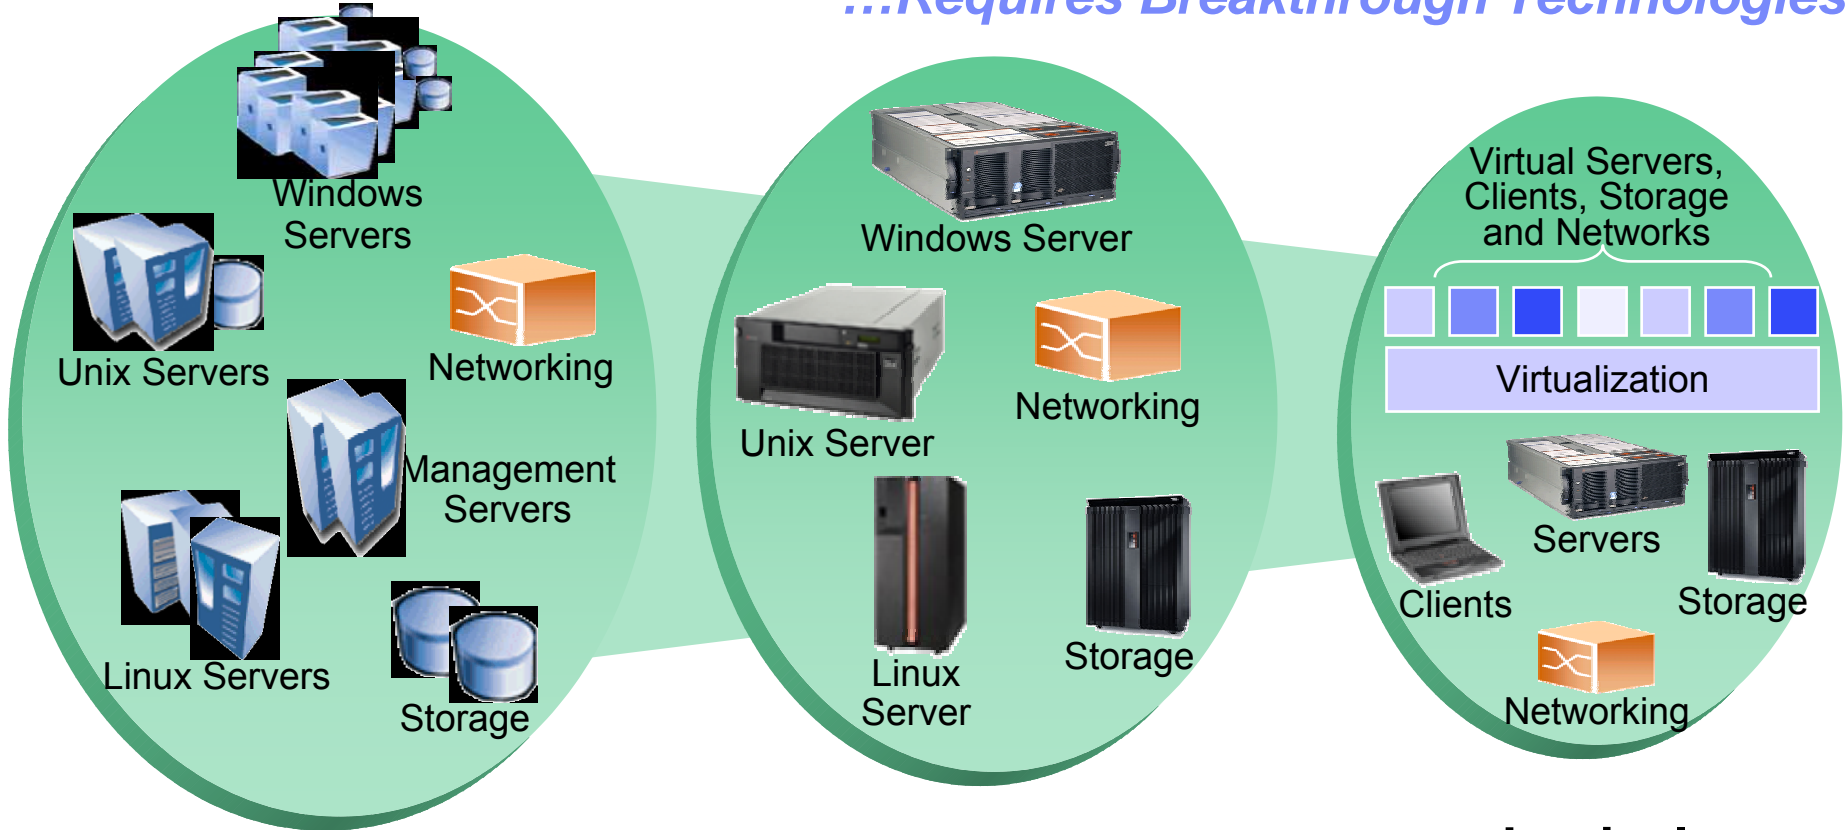 ...Requires Breakthrough Technologies
Windows
Servers
Unix Servers
Networking
Management
Servers
Linux Servers
Storage
Windows Server
Unix Server
Networking
Linux
Server
Storage
Virtual Servers,
Clients, Storage
and Networks
Virtualization
Servers
Clients
Storage
Networking